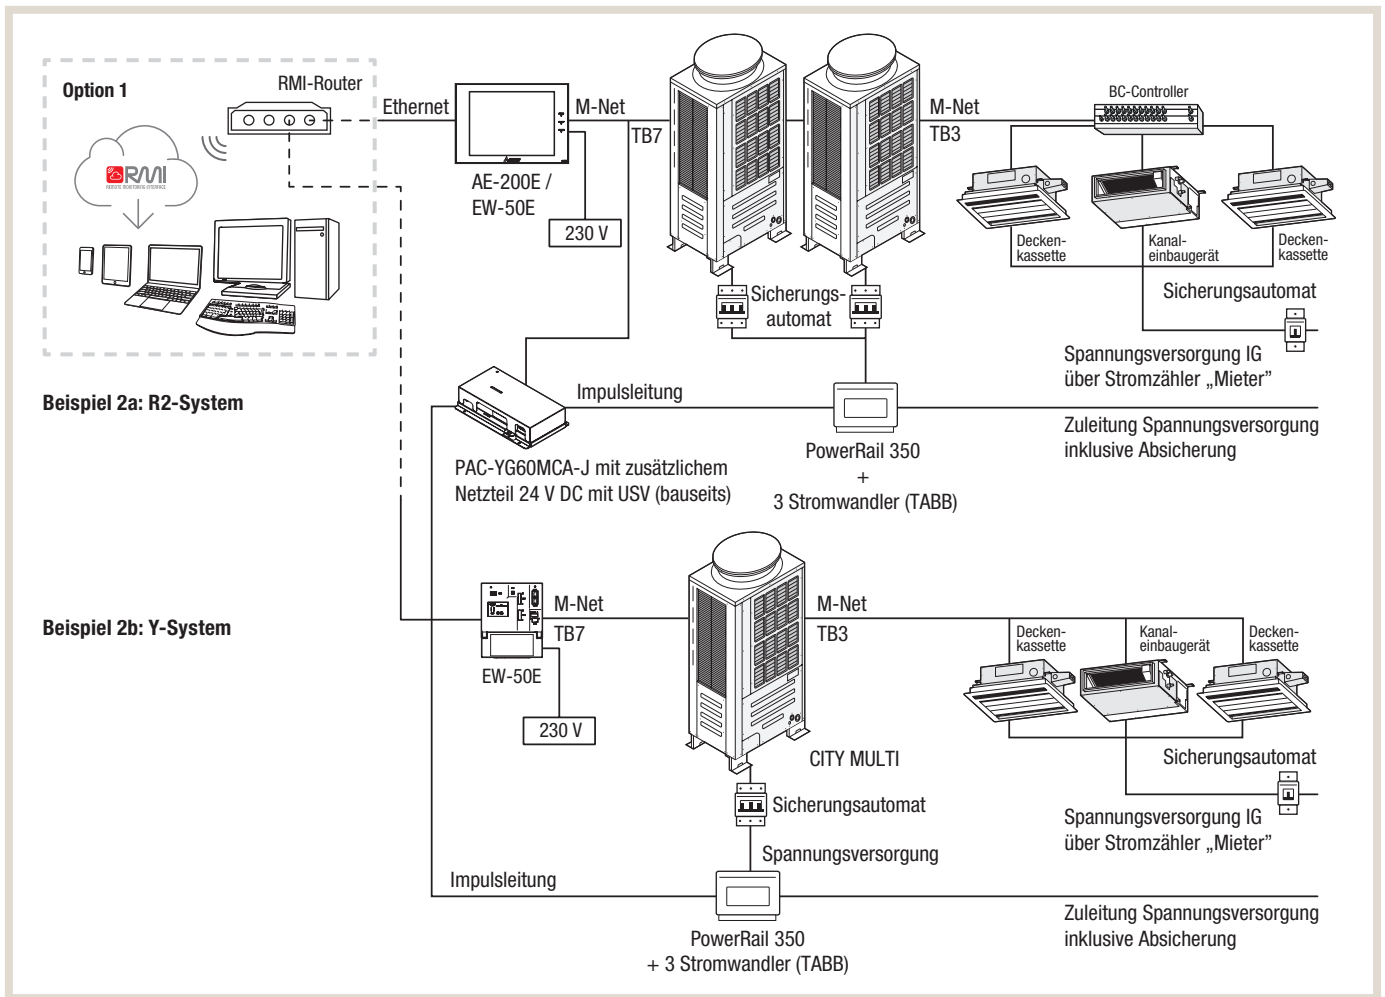 Option 1
RMI-Router
RMI
REMOTE MONITORING INTERFACE
Ethernet
M-Net
TB7
AE-200E /
EW-50E
230 V
M-Net
TB3
BC-Controller
Decken-
kassette
Kanal-
einbaugerät
Decken-
kassette
Sicherungs-
automat
Sicherungsautomat
Spannungsversorgung IG
über Stromzähler „Mieter”
Beispiel 2a: R2-System
Impulsleitung
Zuleitung Spannungsversorgung
inklusive Absicherung
PAC-YG60MCA-J mit zusätzlichem
Netzteil 24 V DC mit USV (bauseits)
PowerRail 350
+
3 Stromwandler (TABB)
Beispiel 2b: Y-System
M-Net
TB7
EW-50E
230 V
M-Net
TB3
CITY MULTI
Decken-
kassette
Kanal-
einbaugerät
Decken-
kassette
Sicherungsautomat
Sicherungsautomat
Spannungsversorgung IG
über Stromzähler „Mieter”
Spannungsversorgung
Impulsleitung
Zuleitung Spannungsversorgung
inklusive Absicherung
PowerRail 350
+ 3 Stromwandler (TABB)